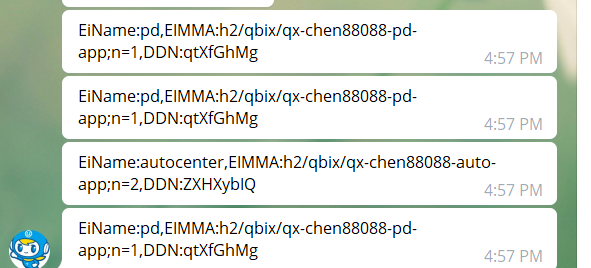 EiName:pd,EIMMA:h2/qbix/qx-chen88088-pd-
app;n=1,DDN:qtXfGhMg
4:57 PM
EiName:pd,EIMMA:h2/qbix/qx-chen88088-pd-
app;n=1,DDN:qtXfGhMg
4:57 PM
EiName:autocenter,EIMMA:h2/qbix/qx-chen88088-auto-
app;n=2,DDN:ZXHXybIQ
4:57 PM
EiName:pd,EIMMA:h2/qbix/qx-chen88088-pd-
app;n=1,DDN:qtXfGhMg
4:57 PM